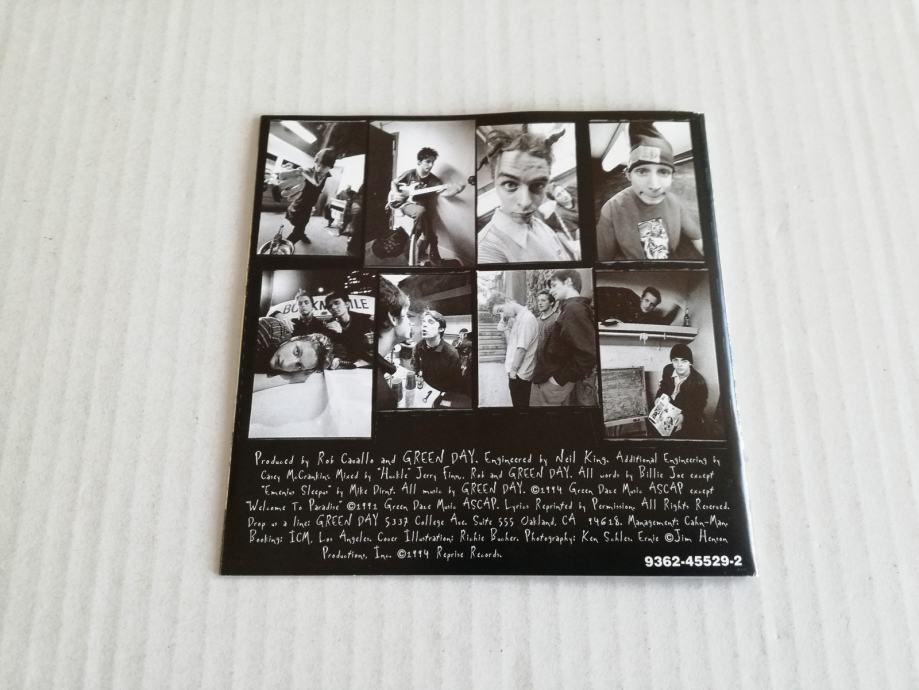 BOOKMOBILE
Produced by Rob Cavallo and GREEN DAY. Engineered by Neil King. Additional Engineering by
Casey McCrankin. Mixed by "Huckle" Jerry Finn, Rob and GREEN DAY. All words by Billie Joe except
"Emenius Sleepus" by Mike Dirnt. All music by GREEN DAY. ©1994 Green Daze Music ASCAP except
"Welcome To Paradise" ©1992 Green Daze Music ASCAP. Lyrics Reprinted by Permission. All Rights Reserved.
Drop us a line: GREEN DAY 5337 College Ave. Suite 555 Oakland, CA 94618. Management: Cahn-Man.
Booking: ICM, Los Angeles. Cover Illustration: Richie Bucher. Photography: Ken Schles. Ernie ©Jim Henson
Productions, Inc. ©1994 Reprise Records.
9362-45529-2